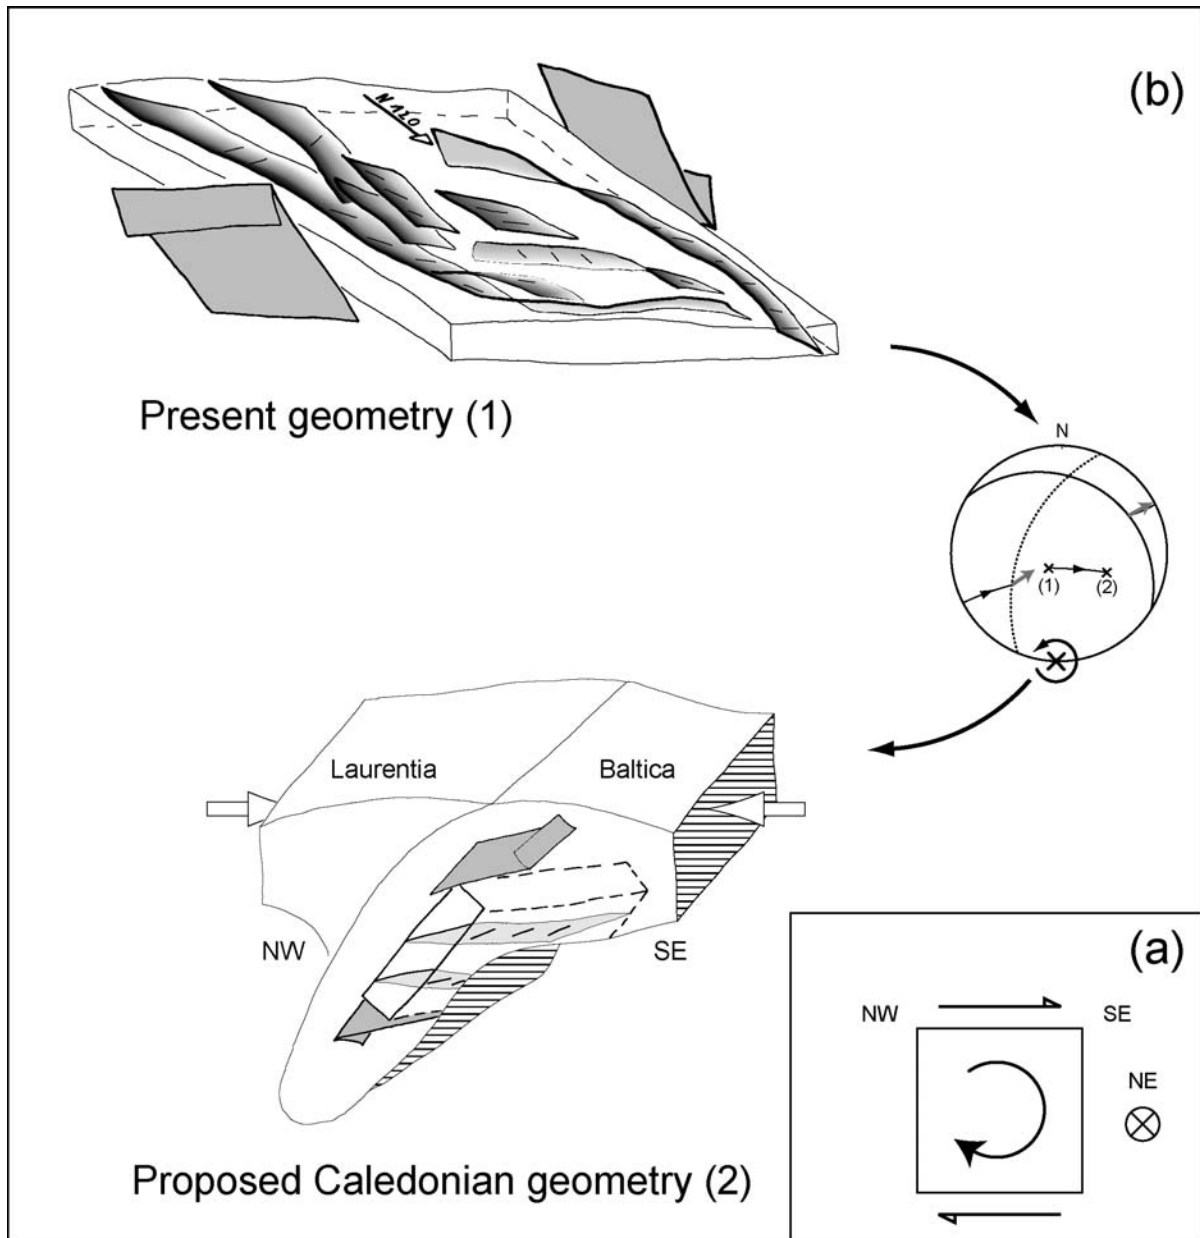 (b)
N 120
Present geometry (1)
N
(1)
(2)
Laurentia
Baltica
NW
SE
Proposed Caledonian geometry (2)
(a)
NW
SE
NE